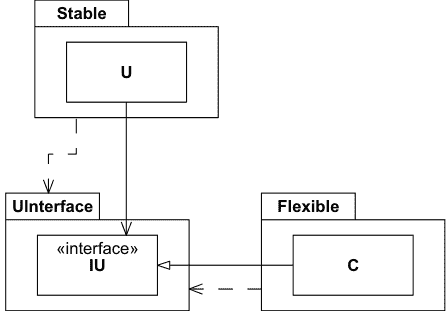 Stable
U
UInterface
«interface»
IU
Flexible
C